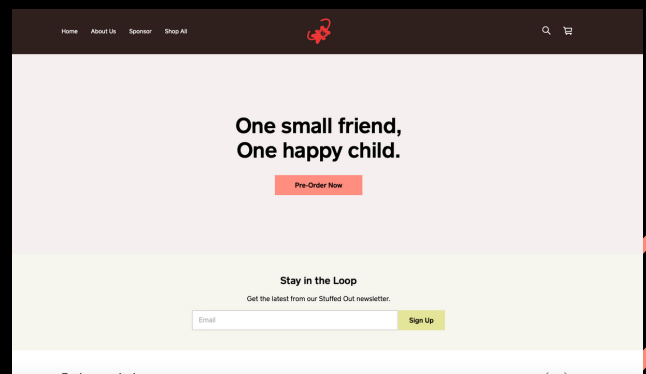 Home About Us Sponsor Shop All
One small friend,
One happy child.
Pre-Order Now
Stay in the Loop
Get the latest from our Stuffed Out newsletter.
Email Sign Up